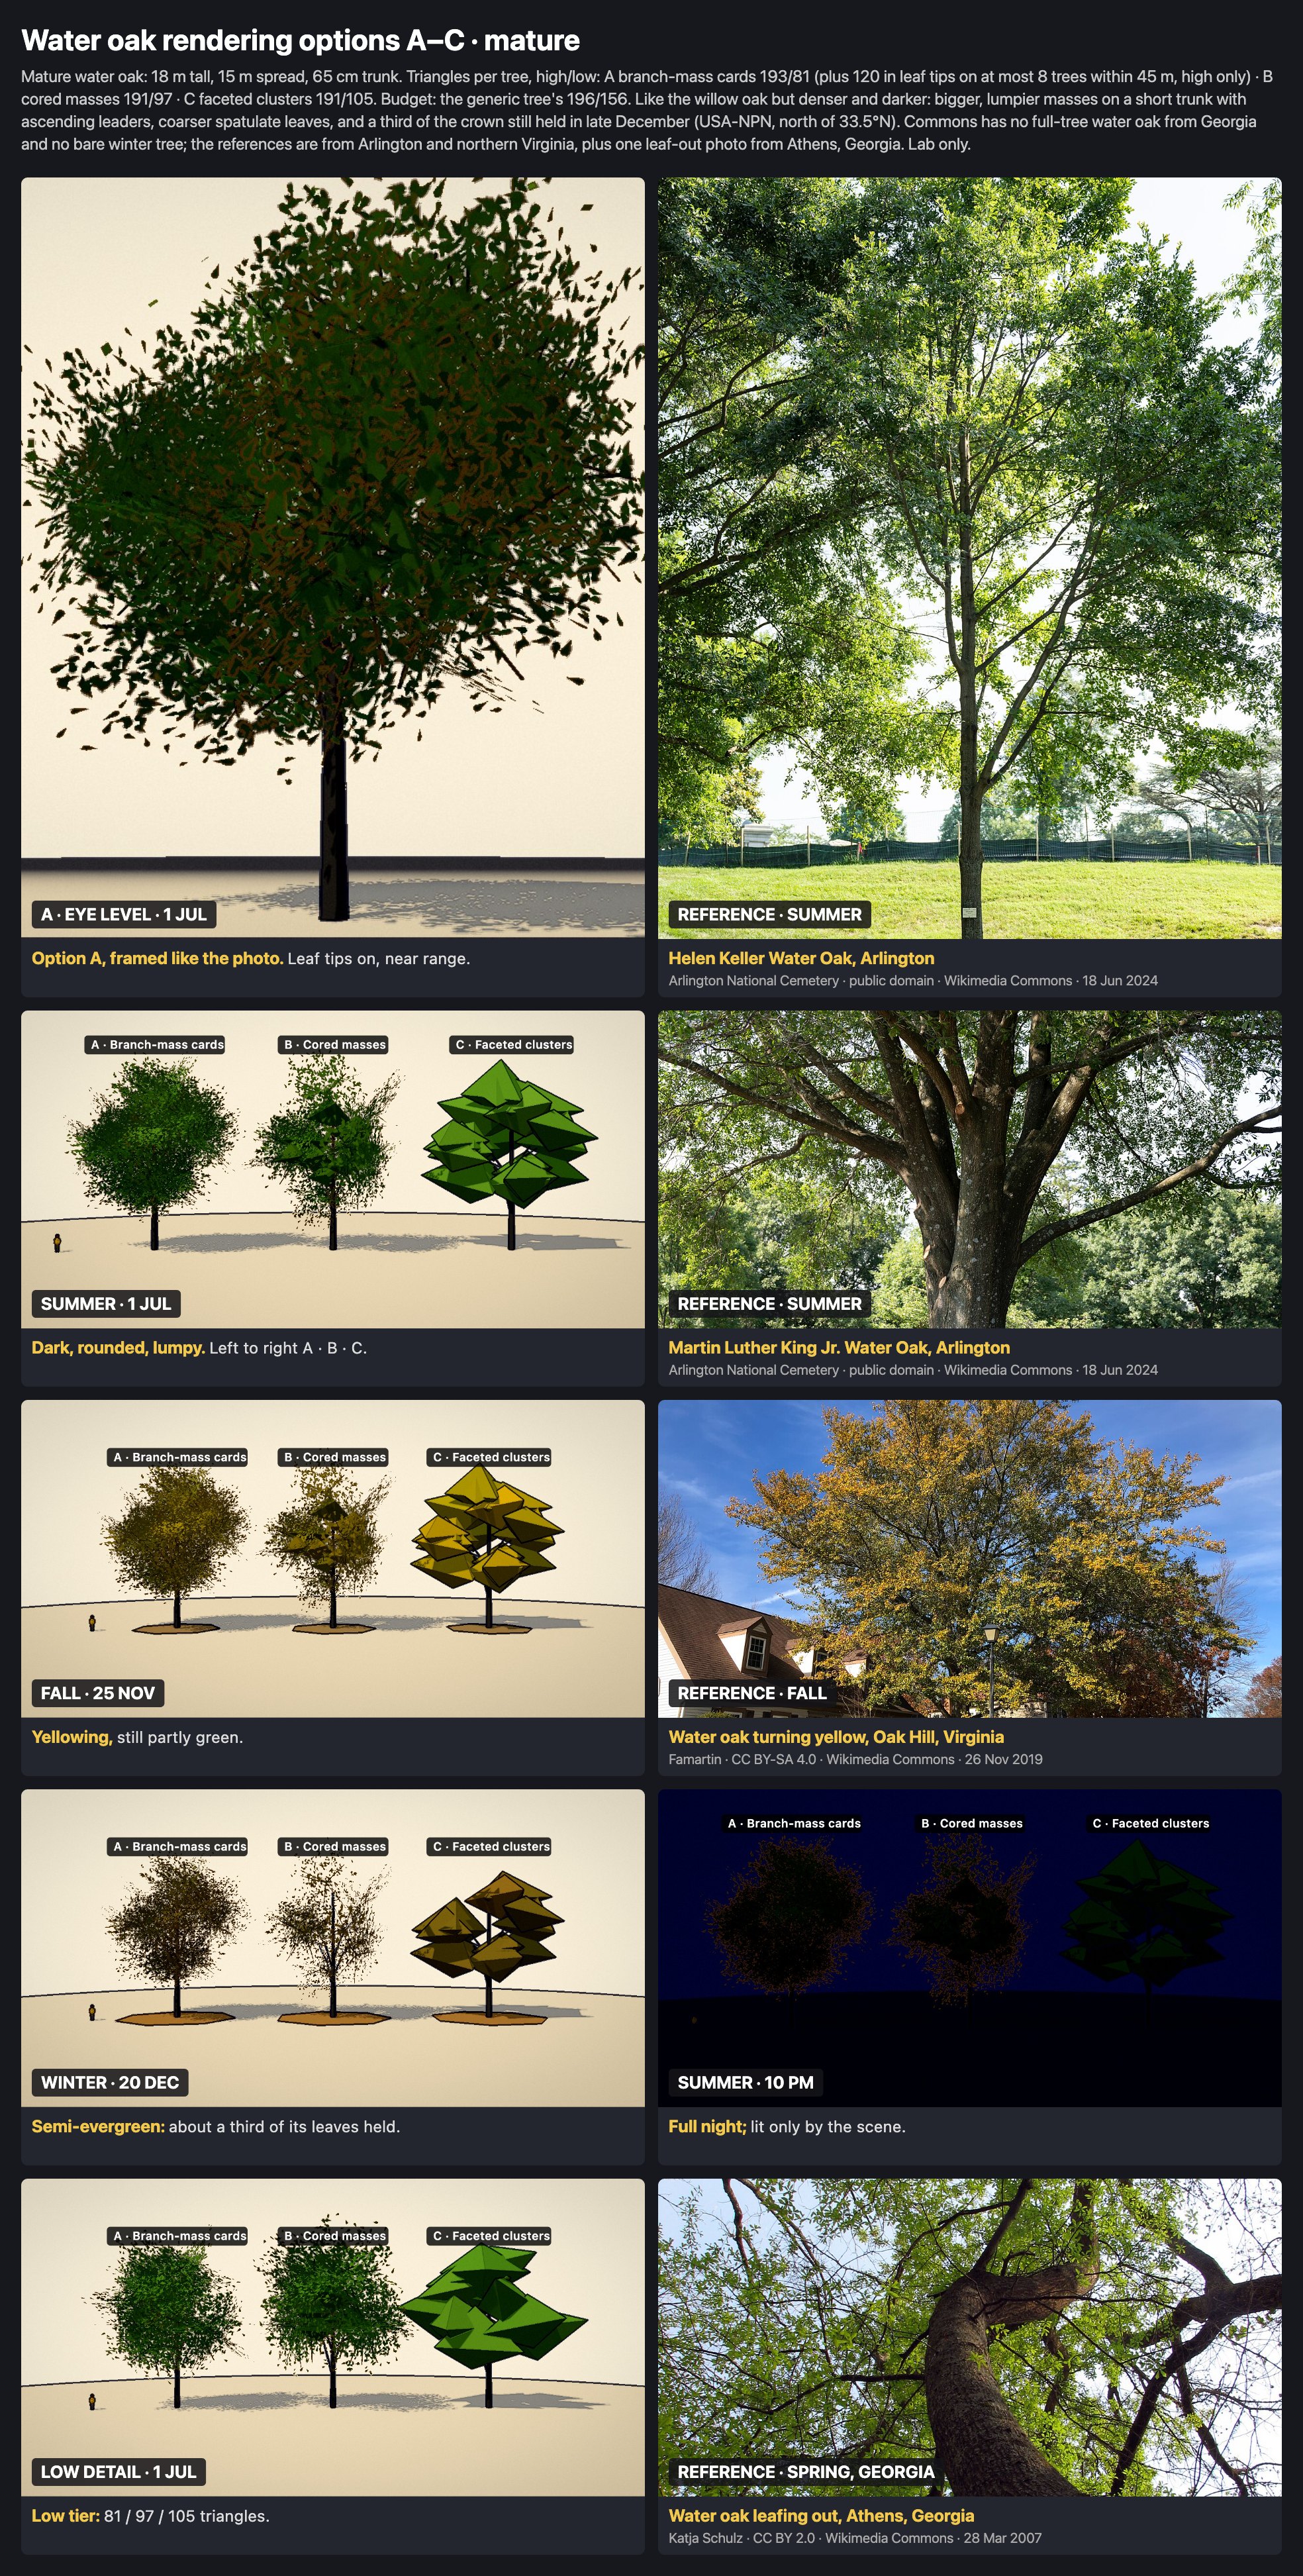 Water oak rendering options A–C · mature
Mature water oak: 18 m tall, 15 m spread, 65 cm trunk. Triangles per tree, high/low: A branch-mass cards 193/81 (plus 120 in leaf tips on at most 8 trees within 45 m, high only) · B
cored masses 191/97 · C faceted clusters 191/105. Budget: the generic tree's 196/156. Like the willow oak but denser and darker: bigger, lumpier masses on a short trunk with
ascending leaders, coarser spatulate leaves, and a third of the crown still held in late December (USA-NPN, north of 33.5°N). Commons has no full-tree water oak from Georgia
and no bare winter tree; the references are from Arlington and northern Virginia, plus one leaf-out photo from Athens, Georgia. Lab only.
A · EYE LEVEL · 1 JUL
Option A, framed like the photo. Leaf tips on, near range.
REFERENCE · SUMMER
Helen Keller Water Oak, Arlington
Arlington National Cemetery · public domain · Wikimedia Commons · 18 Jun 2024
A · Branch-mass cards
B · Cored masses
C · Faceted clusters
SUMMER · 1 JUL
Dark, rounded, lumpy. Left to right A · B · C.
REFERENCE · SUMMER
Martin Luther King Jr. Water Oak, Arlington
Arlington National Cemetery · public domain · Wikimedia Commons · 18 Jun 2024
A · Branch-mass cards
B · Cored masses
C · Faceted clusters
FALL · 25 NOV
Yellowing, still partly green.
REFERENCE · FALL
Water oak turning yellow, Oak Hill, Virginia
Famartin · CC BY-SA 4.0 · Wikimedia Commons · 26 Nov 2019
A · Branch-mass cards
B · Cored masses
C · Faceted clusters
WINTER · 20 DEC
Semi-evergreen: about a third of its leaves held.
A · Branch-mass cards
B · Cored masses
C · Faceted clusters
SUMMER · 10 PM
Full night; lit only by the scene.
A · Branch-mass cards
B · Cored masses
C · Faceted clusters
LOW DETAIL · 1 JUL
Low tier: 81 / 97 / 105 triangles.
REFERENCE · SPRING, GEORGIA
Water oak leafing out, Athens, Georgia
Katja Schulz · CC BY 2.0 · Wikimedia Commons · 28 Mar 2007